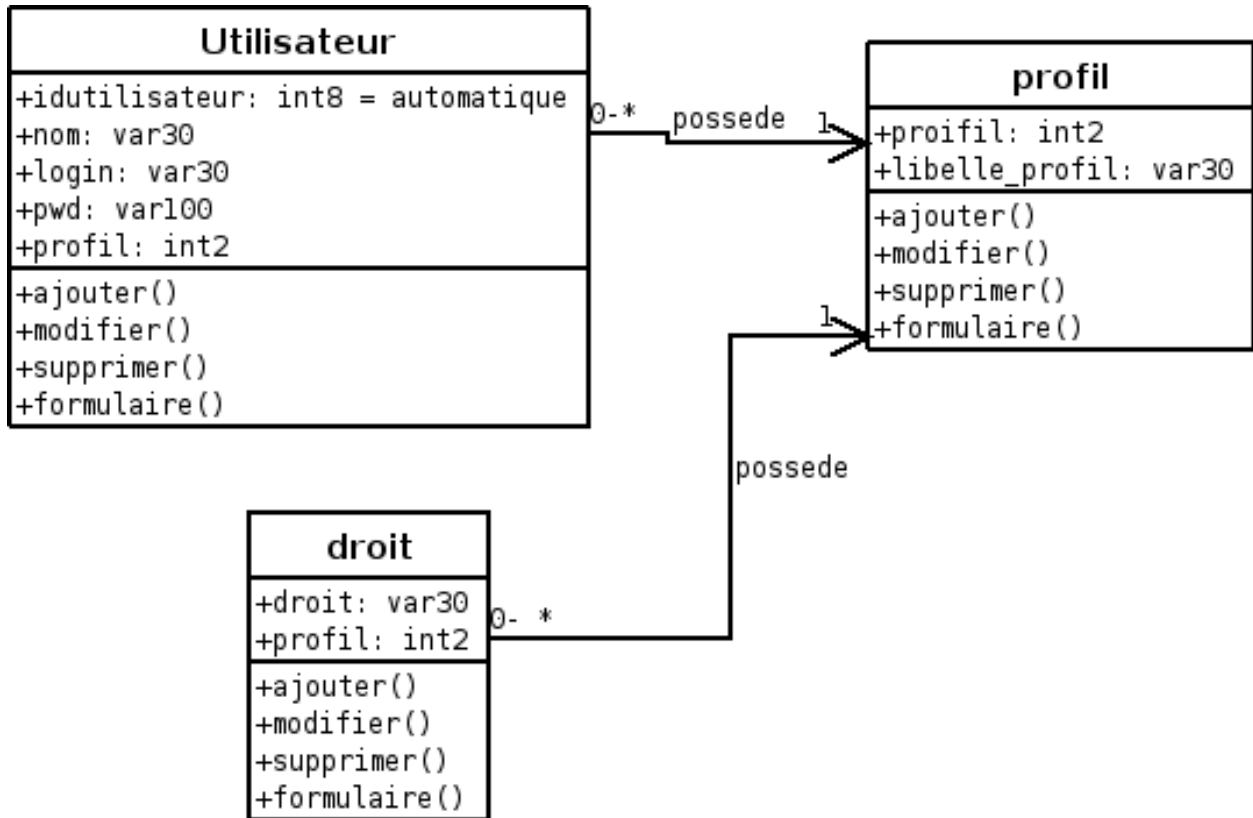 Utilisateur
+idutilisateur: int8 = automatique
+nom: var30
+login: var30
+pwd: var100
+profil: int2
+ajouter()
+modifier()
+supprimer()
+formulaire()
0-*
possede
1
profil
+proifil: int2
+libelle_profil: var30
+ajouter()
+modifier()
+supprimer()
+formulaire()
1
possede
droit
+droit: var30
+profil: int2
+ajouter()
+modifier()
+supprimer()
+formulaire()
0- *